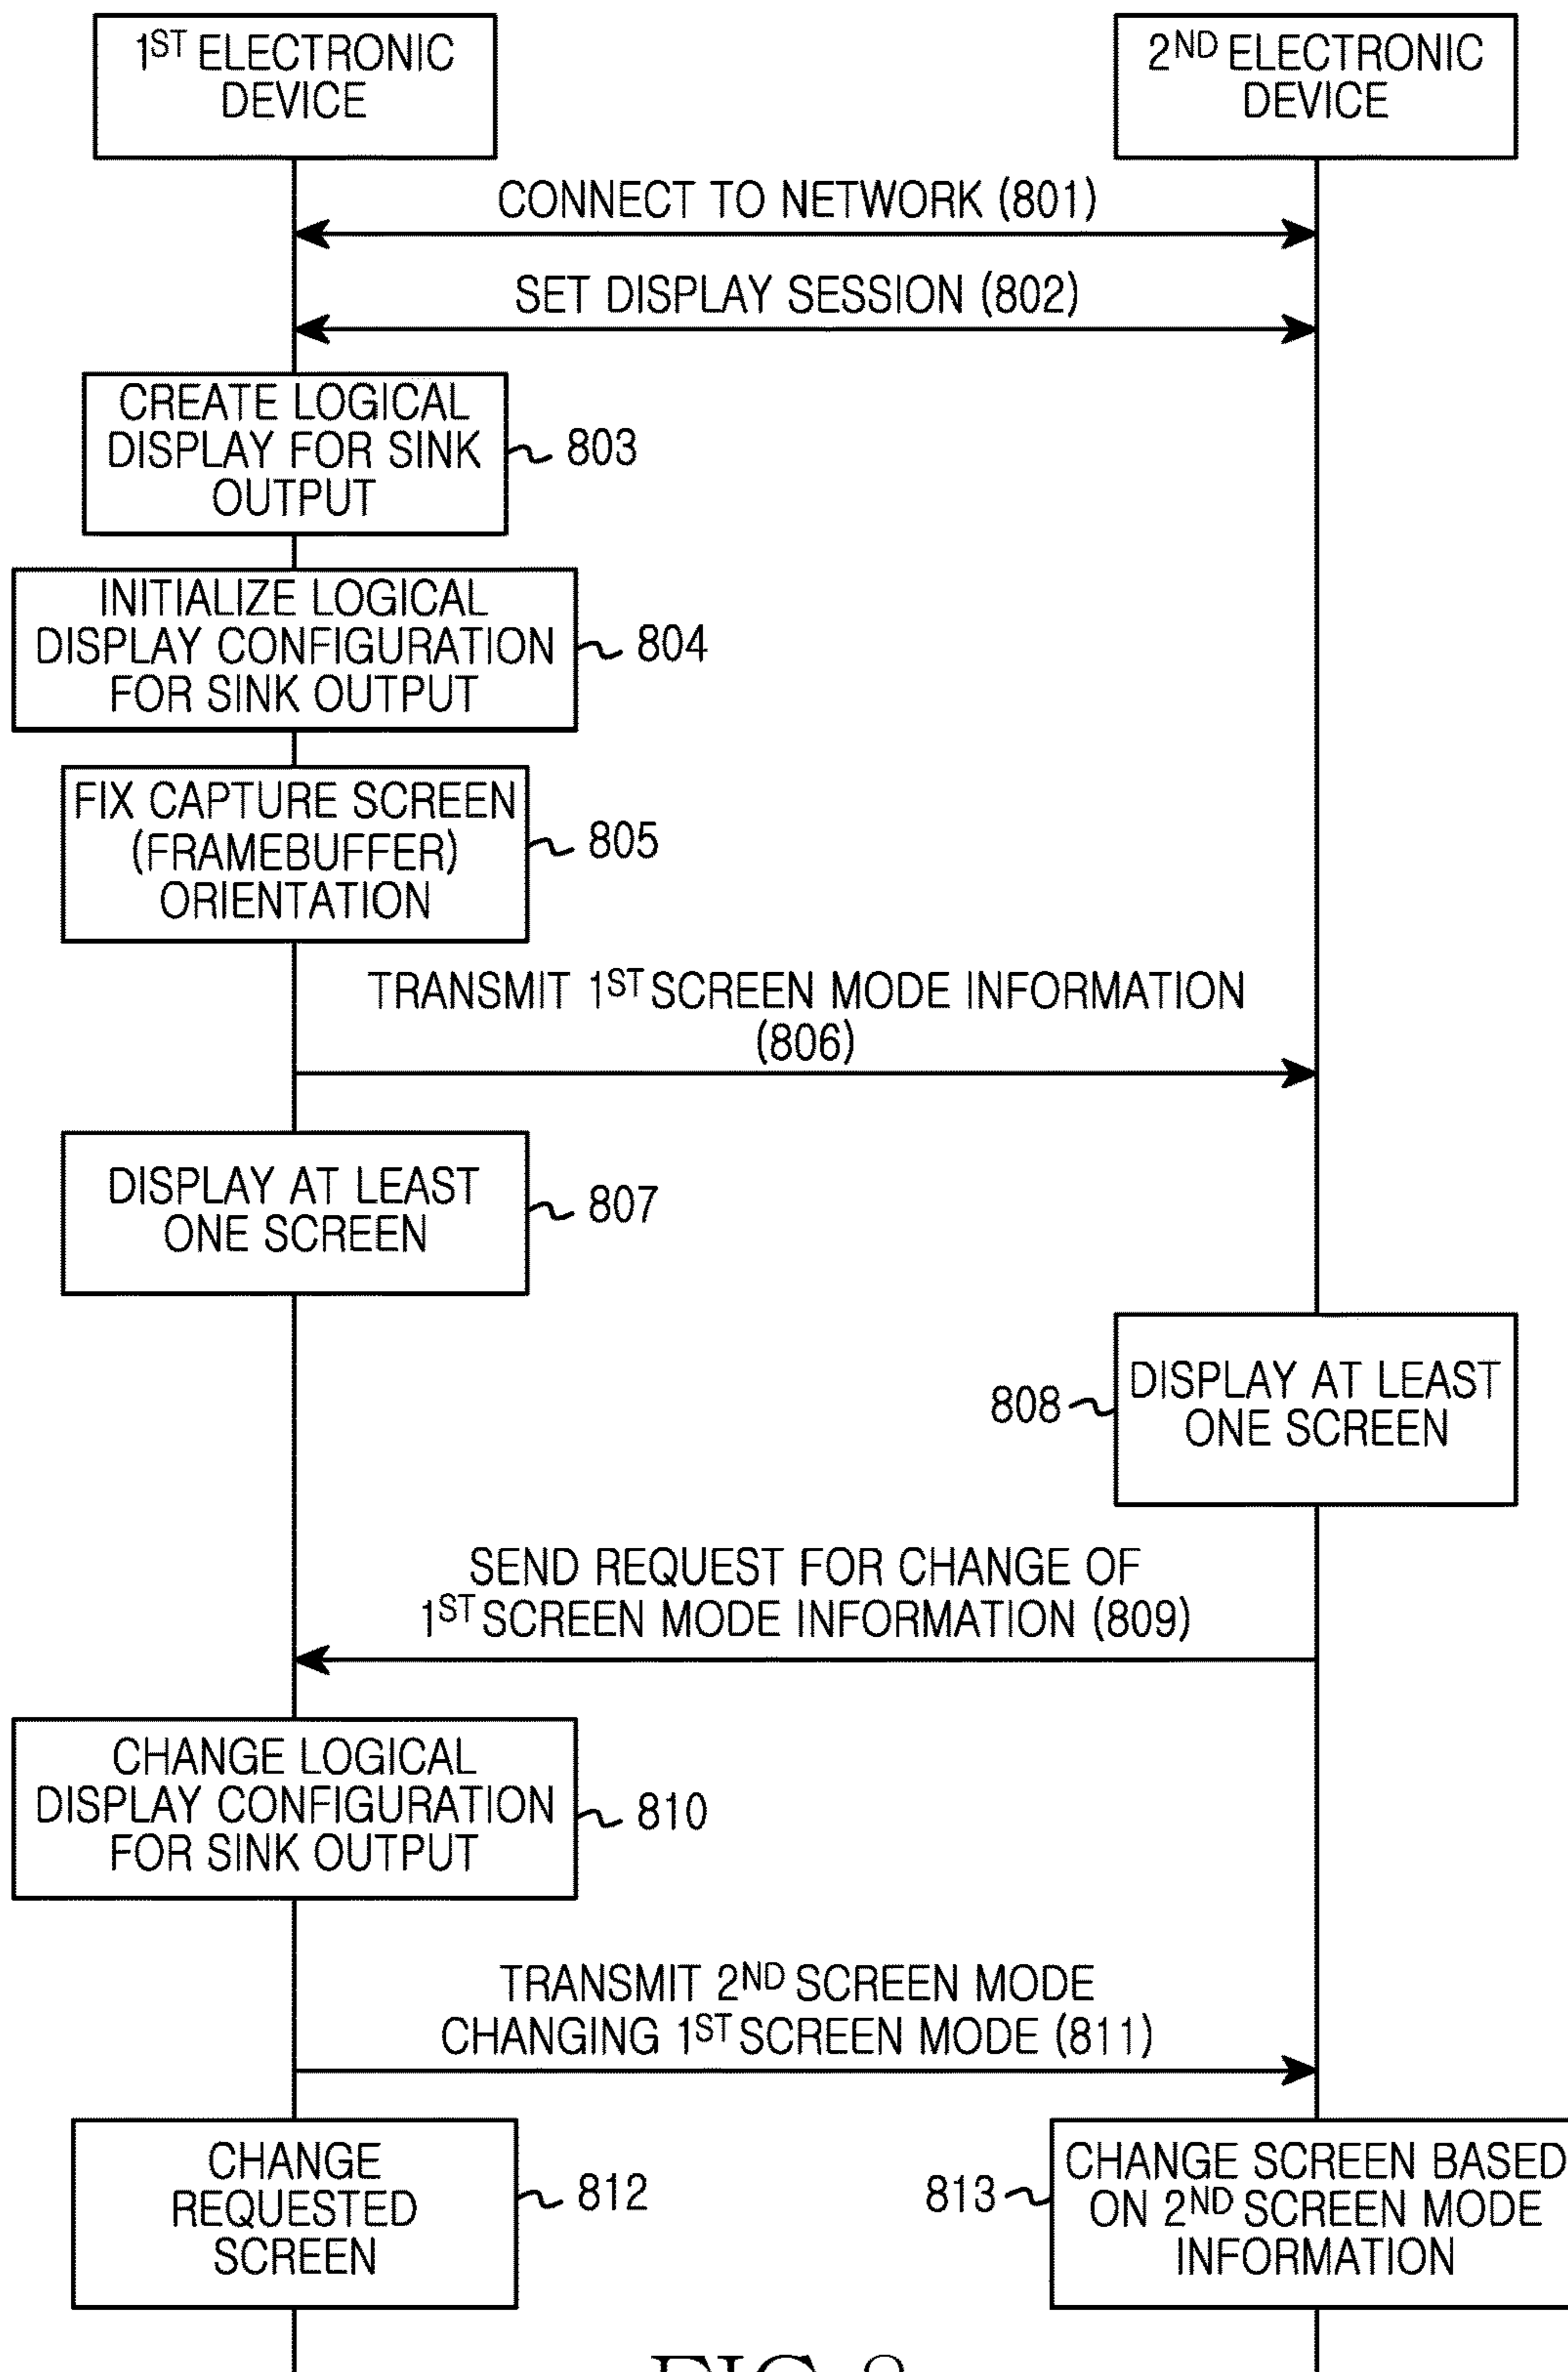 1ST ELECTRONIC
DEVICE
2ND ELECTRONIC
DEVICE
CONNECT TO NETWORK (801)
SET DISPLAY SESSION (802)
CREATE LOGICAL
DISPLAY FOR SINK
OUTPUT
803
INITIALIZE LOGICAL
DISPLAY CONFIGURATION
FOR SINK OUTPUT
804
FIX CAPTURE SCREEN
(FRAMEBUFFER)
ORIENTATION
805
TRANSMIT 1ST SCREEN MODE INFORMATION
(806)
DISPLAY AT LEAST
ONE SCREEN
807
808
DISPLAY AT LEAST
ONE SCREEN
SEND REQUEST FOR CHANGE OF
1ST SCREEN MODE INFORMATION (809)
CHANGE LOGICAL
DISPLAY CONFIGURATION
FOR SINK OUTPUT
810
TRANSMIT 2ND SCREEN MODE
CHANGING 1ST SCREEN MODE (811)
CHANGE
REQUESTED
SCREEN
812
813
CHANGE SCREEN BASED
ON 2ND SCREEN MODE
INFORMATION